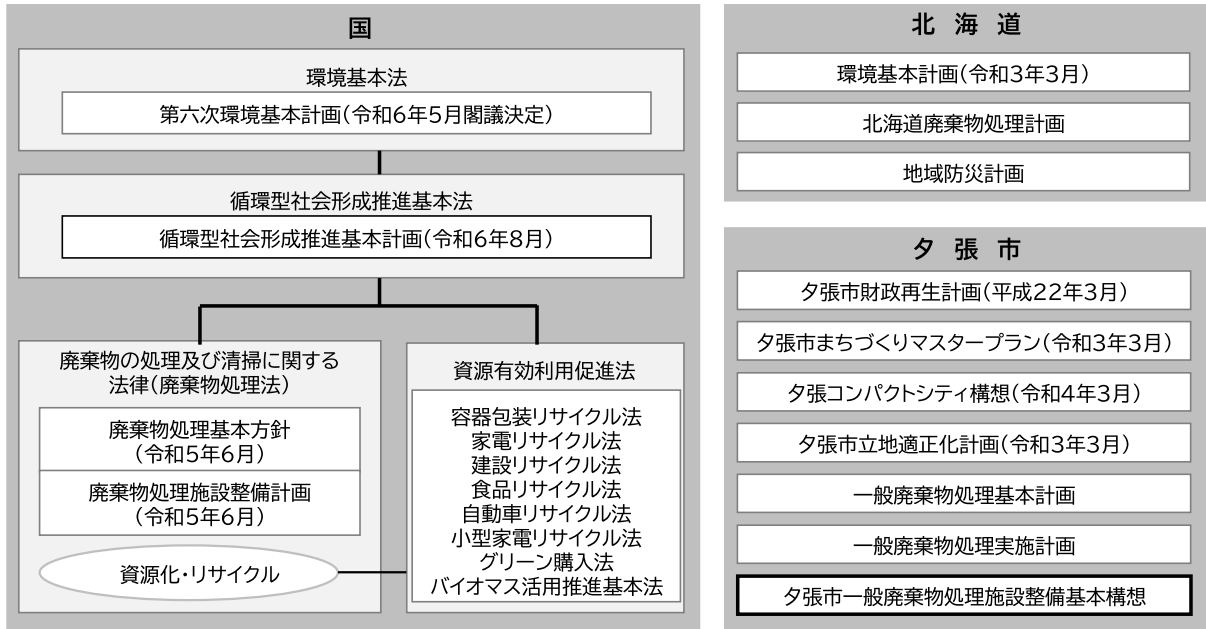 国
環境基本法
第六次環境基本計画(令和6年5月閣議決定)
循環型社会形成推進基本法
循環型社会形成推進基本計画(令和6年8月)
廃棄物の処理及び清掃に関する
法律(廃棄物処理法)
廃棄物処理基本方針
(令和5年6月)
廃棄物処理施設整備計画
(令和5年6月)
資源化・リサイクル
資源有効利用促進法
容器包装リサイクル法
家電リサイクル法
建設リサイクル法
食品リサイクル法
自動車リサイクル法
小型家電リサイクル法
グリーン購入法
バイオマス活用推進基本法
北 海 道
環境基本計画(令和3年3月)
北海道廃棄物処理計画
地域防災計画
夕 張 市
夕張市財政再生計画(平成22年3月)
夕張市まちづくりマスタープラン(令和3年3月)
夕張コンパクトシティ構想(令和4年3月)
夕張市立地適正化計画(令和3年3月)
一般廃棄物処理基本計画
一般廃棄物処理実施計画
夕張市一般廃棄物処理施設整備基本構想